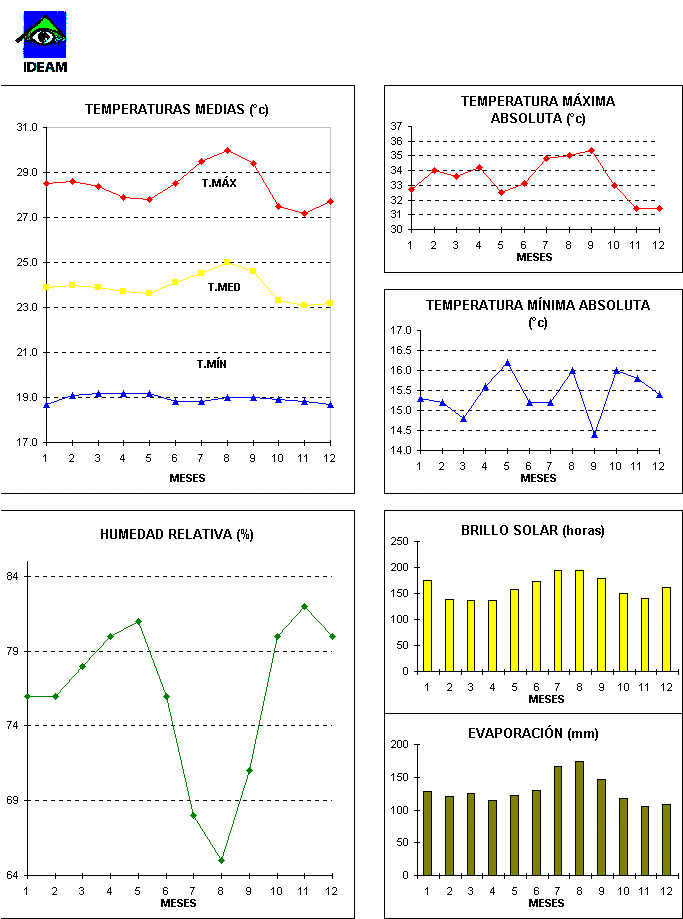 IDEAM
TEMPERATURAS MEDIAS (°c)
31.0
29.0
27.0
25.0
23.0
21.0
19.0
17.0
T.MÁX
T.MED
T.MÍN
1 2 3 4 5 6 7 8 9 10 11 12
MESES
TEMPERATURA MÁXIMA
ABSOLUTA (°c)
37
36
35
34
33
32
31
30
1 2 3 4 5 6 7 8 9 10 11 12
MESES
TEMPERATURA MÍNIMA ABSOLUTA
(°c)
17.0
16.5
16.0
15.5
15.0
14.5
14.0
1 2 3 4 5 6 7 8 9 10 11 12
MESES
HUMEDAD RELATIVA (%)
84
79
74
69
64
1 2 3 4 5 6 7 8 9 10 11 12
MESES
BRILLO SOLAR (horas)
250
200
150
100
50
0
1 2 3 4 5 6 7 8 9 10 11 12
MESES
EVAPORACIÓN (mm)
200
150
100
50
0
1 2 3 4 5 6 7 8 9 10 11 12
MESES